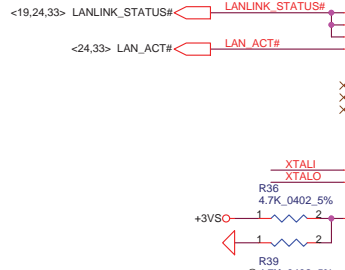 <19,24,33> LANLINK_STATUS# LANLINK_STATUS#
<24,33> LAN_ACT# LAN_ACT#
XTALI
XTALO
R36
4.7K_0402_5%
+3VS 1 2
1 2
R39